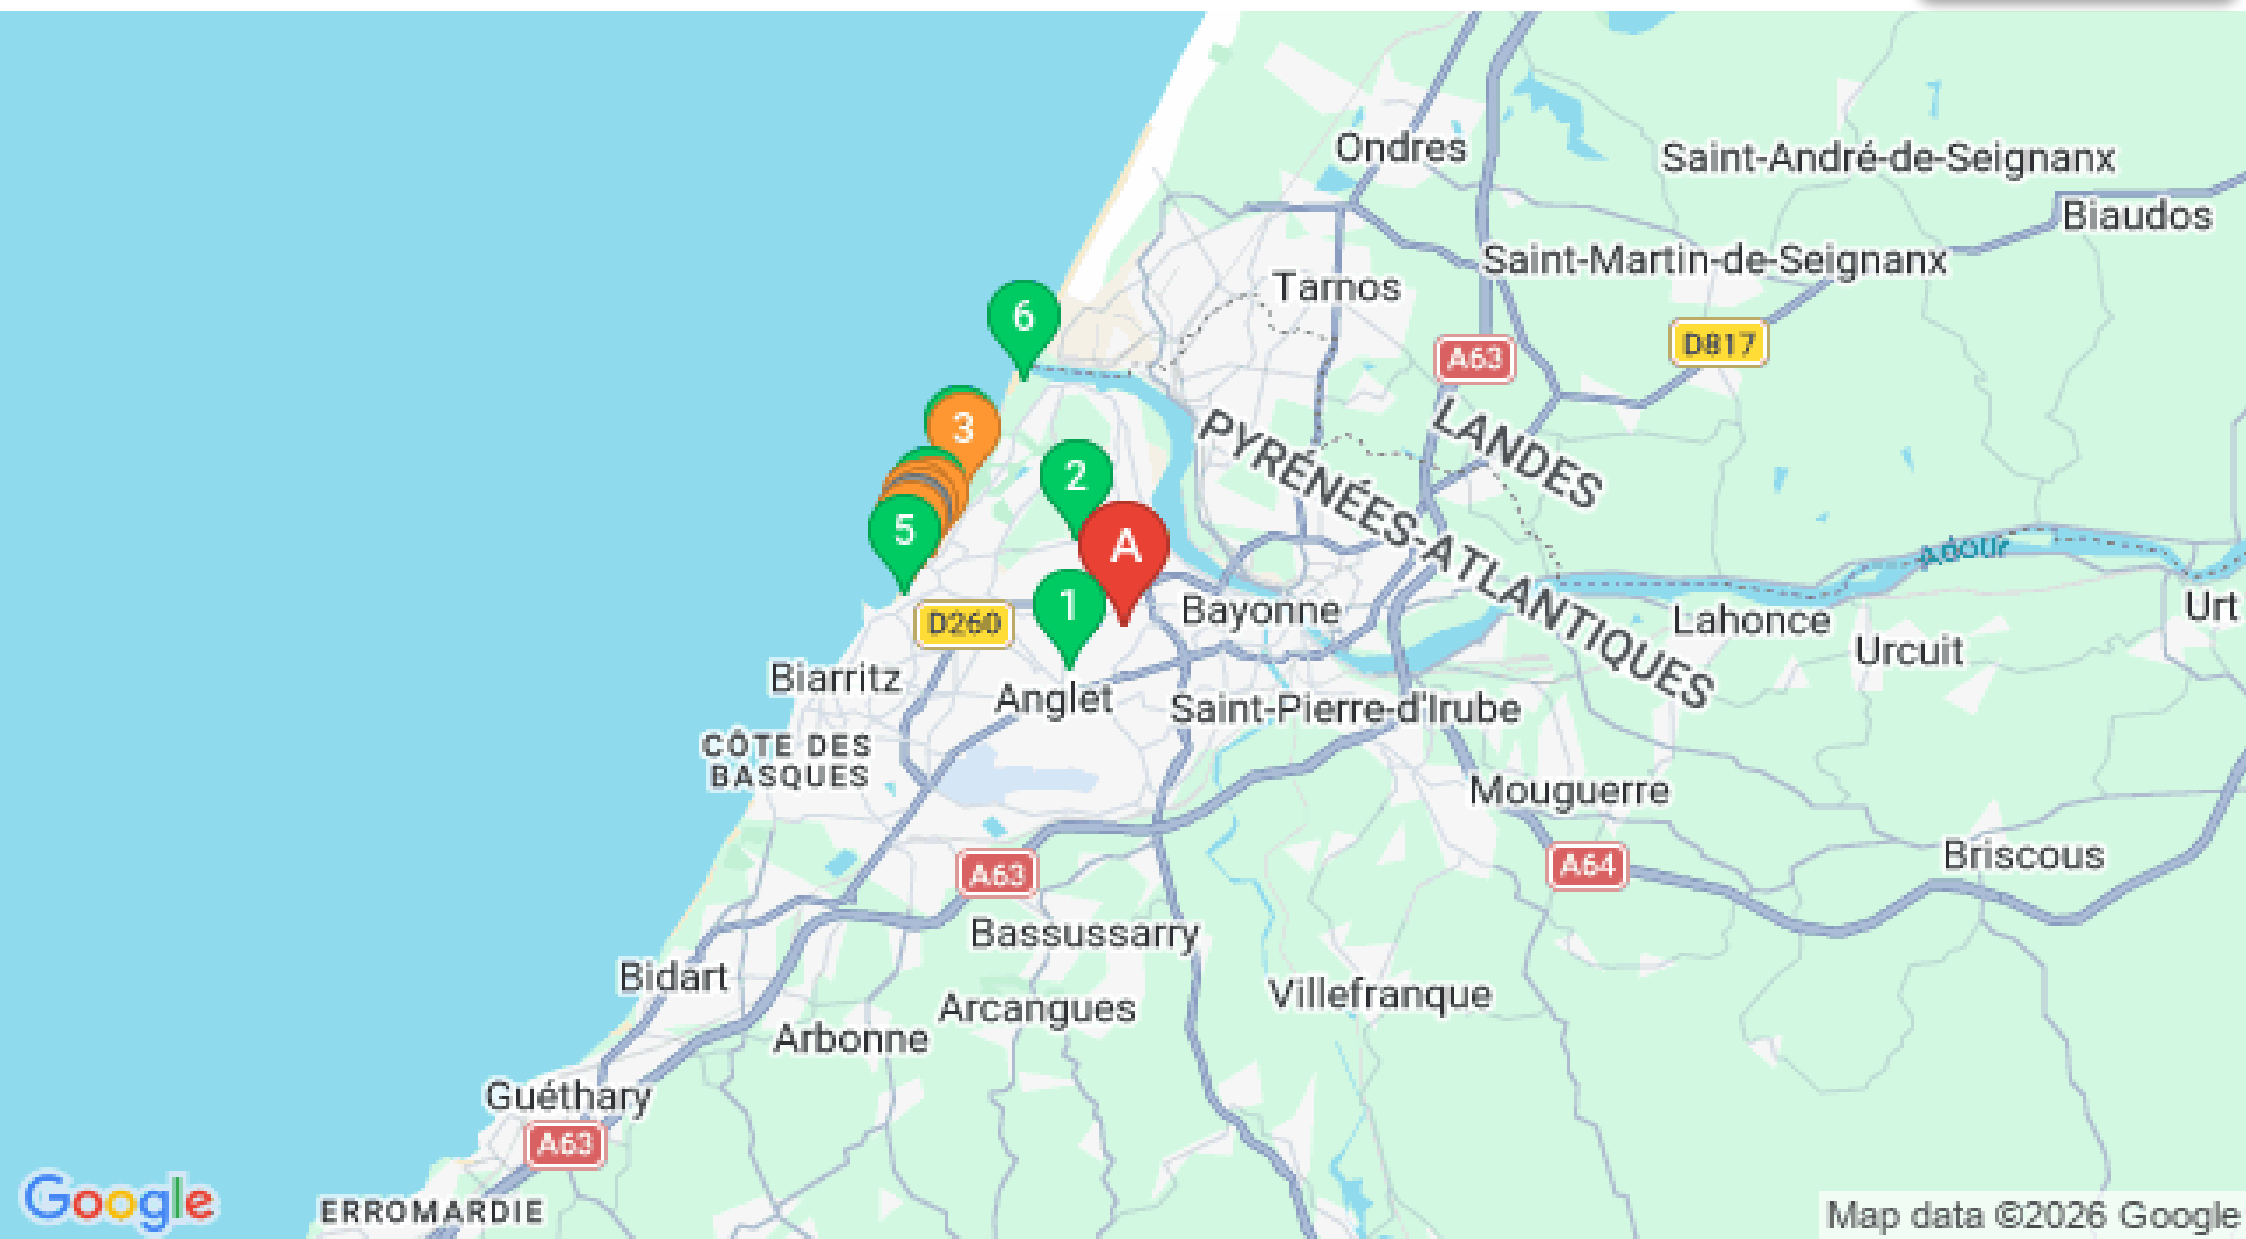 Ondres
Saint-André-de-Seignanx
Biaudos
Saint-Martin-de-Seignanx
Tarnos
6
D817
A63
3
LANDES
PYRÉNÉES-ATLANTIQUES
2
5
A
Adour
1
Bayonne
Urt
D260
Lahonce
Urcuit
Biarritz
Anglet
Saint-Pierre-d'Irube
CÔTE DES
BASQUES
Mouguerre
Briscous
A63
A64
Bassussarry
Bidart
Villefranque
Arcangues
Arbonne
Guéthary
A63
Google
ERROMARDIE
Map data ©2026 Google